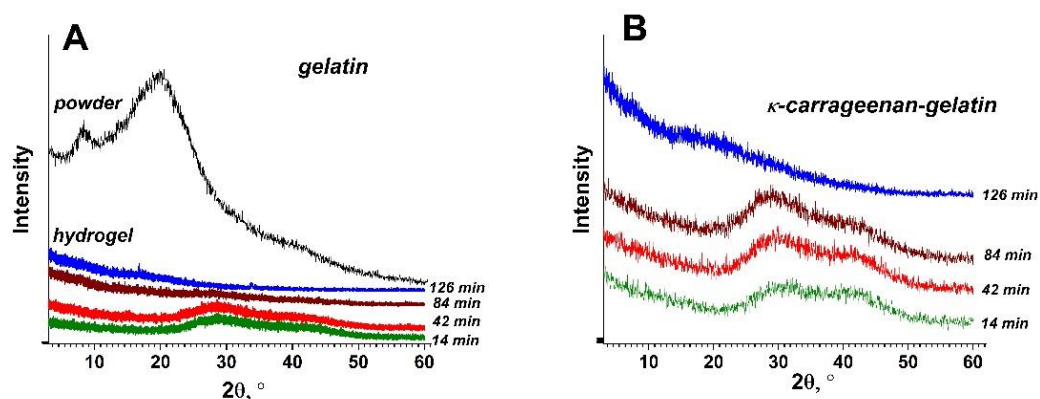 A
gelatin
powder
hydrogel
126 min
84 min
42 min
14 min
Intensity
10 20 30 40 50 60
2θ, °
B
κ-carrageenan-gelatin
126 min
84 min
42 min
14 min
Intensity
10 20 30 40 50 60
2θ, °